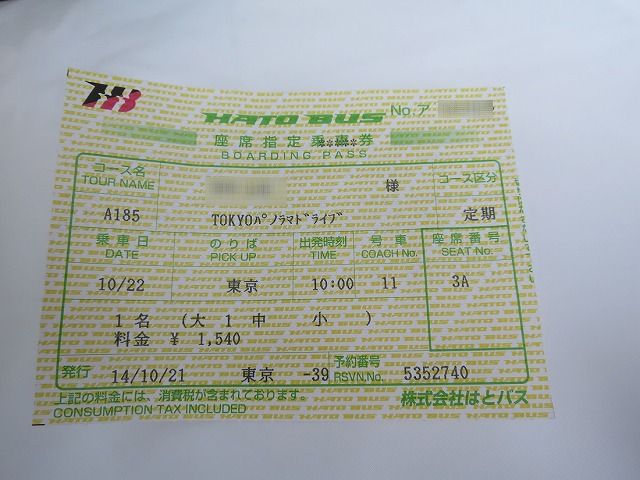 HATO BUS
No.ア
座席指定乗車券
BOARDING PASS
コース名
TOUR NAME
様
コース区分
A185
TOKYOパノラマドライブ
定期
乗車日
DATE
のりば
PICK UP
出発時刻
TIME
号車
COACH No.
座席番号
SEAT No.
10/22
東京
10:00
11
3A
1名 (大 1 中 小 )
料金 ¥ 1,540
発行
14/10/21
東京
-39
予約番号
RSVN.No.
5352740
上記の料金には、消費税が含まれております。
CONSUMPTION TAX INCLUDED
株式会社はとバス